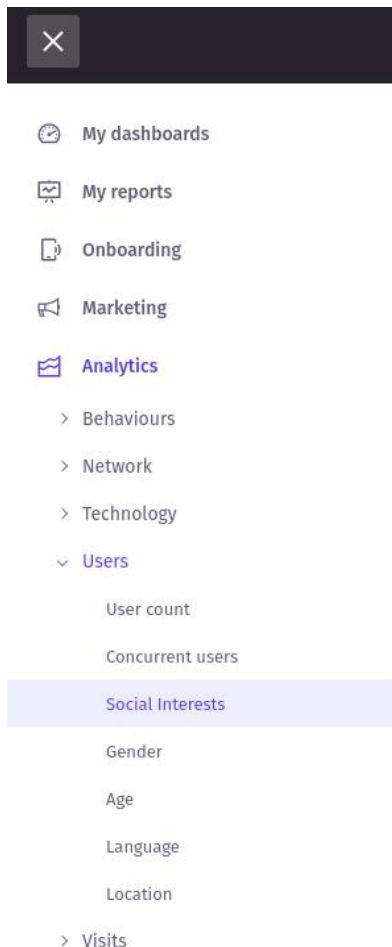 My dashboards
My reports
Onboarding
Marketing
Analytics
Behaviours
Network
Technology
Users
User count
Concurrent users
Social Interests
Gender
Age
Language
Location
Visits